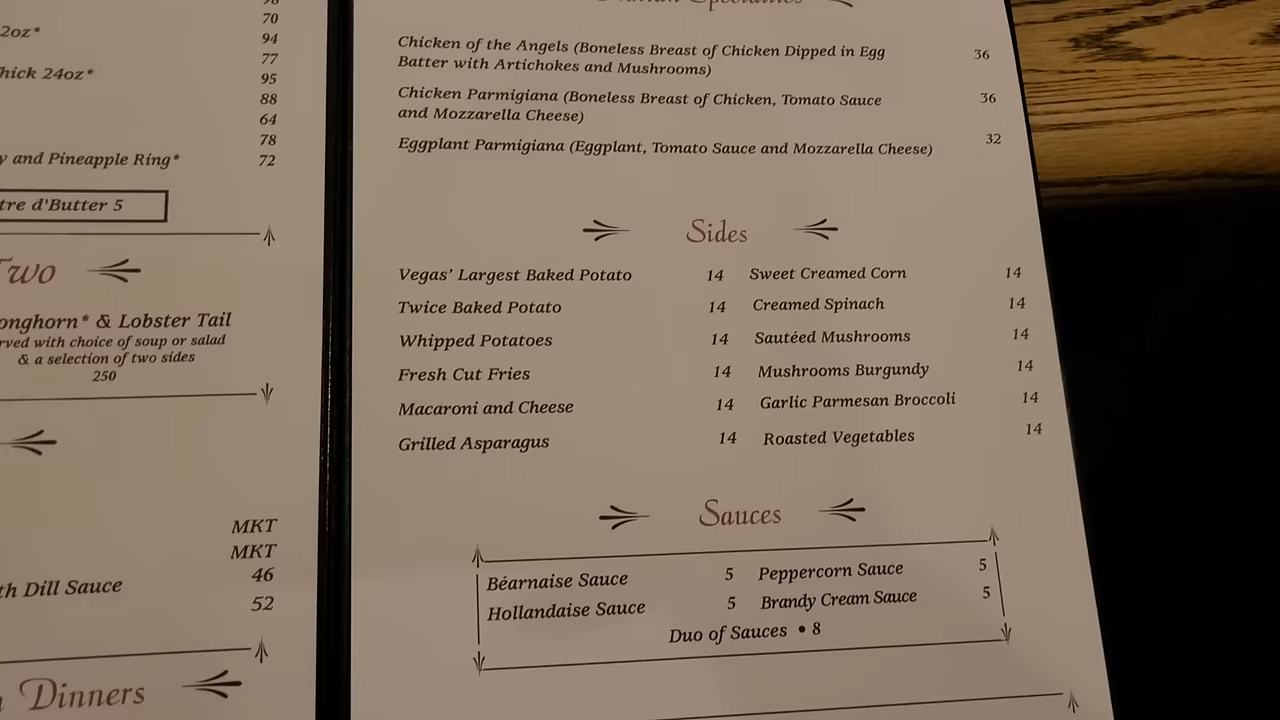 70
2oz* 94
77
hick 24oz* 95
88
64
78
y and Pineapple Ring* 72
tre d'Butter 5
Two
onghorn* & Lobster Tail
rved with choice of soup or salad
& a selection of two sides
250
MKT
MKT
46
th Dill Sauce
52
Dinners
Chicken of the Angels (Boneless Breast of Chicken Dipped in Egg 36
Batter with Artichokes and Mushrooms)
Chicken Parmigiana (Boneless Breast of Chicken, Tomato Sauce 36
and Mozzarella Cheese)
Eggplant Parmigiana (Eggplant, Tomato Sauce and Mozzarella Cheese) 32
Sides
Vegas' Largest Baked Potato 14 Sweet Creamed Corn 14
Twice Baked Potato 14 Creamed Spinach 14
Whipped Potatoes 14 Sautéed Mushrooms 14
Fresh Cut Fries 14 Mushrooms Burgundy 14
Macaroni and Cheese 14 Garlic Parmesan Broccoli 14
Grilled Asparagus 14 Roasted Vegetables 14
Sauces
Béarnaise Sauce 5 Peppercorn Sauce 5
Hollandaise Sauce 5 Brandy Cream Sauce 5
Duo of Sauces • 8